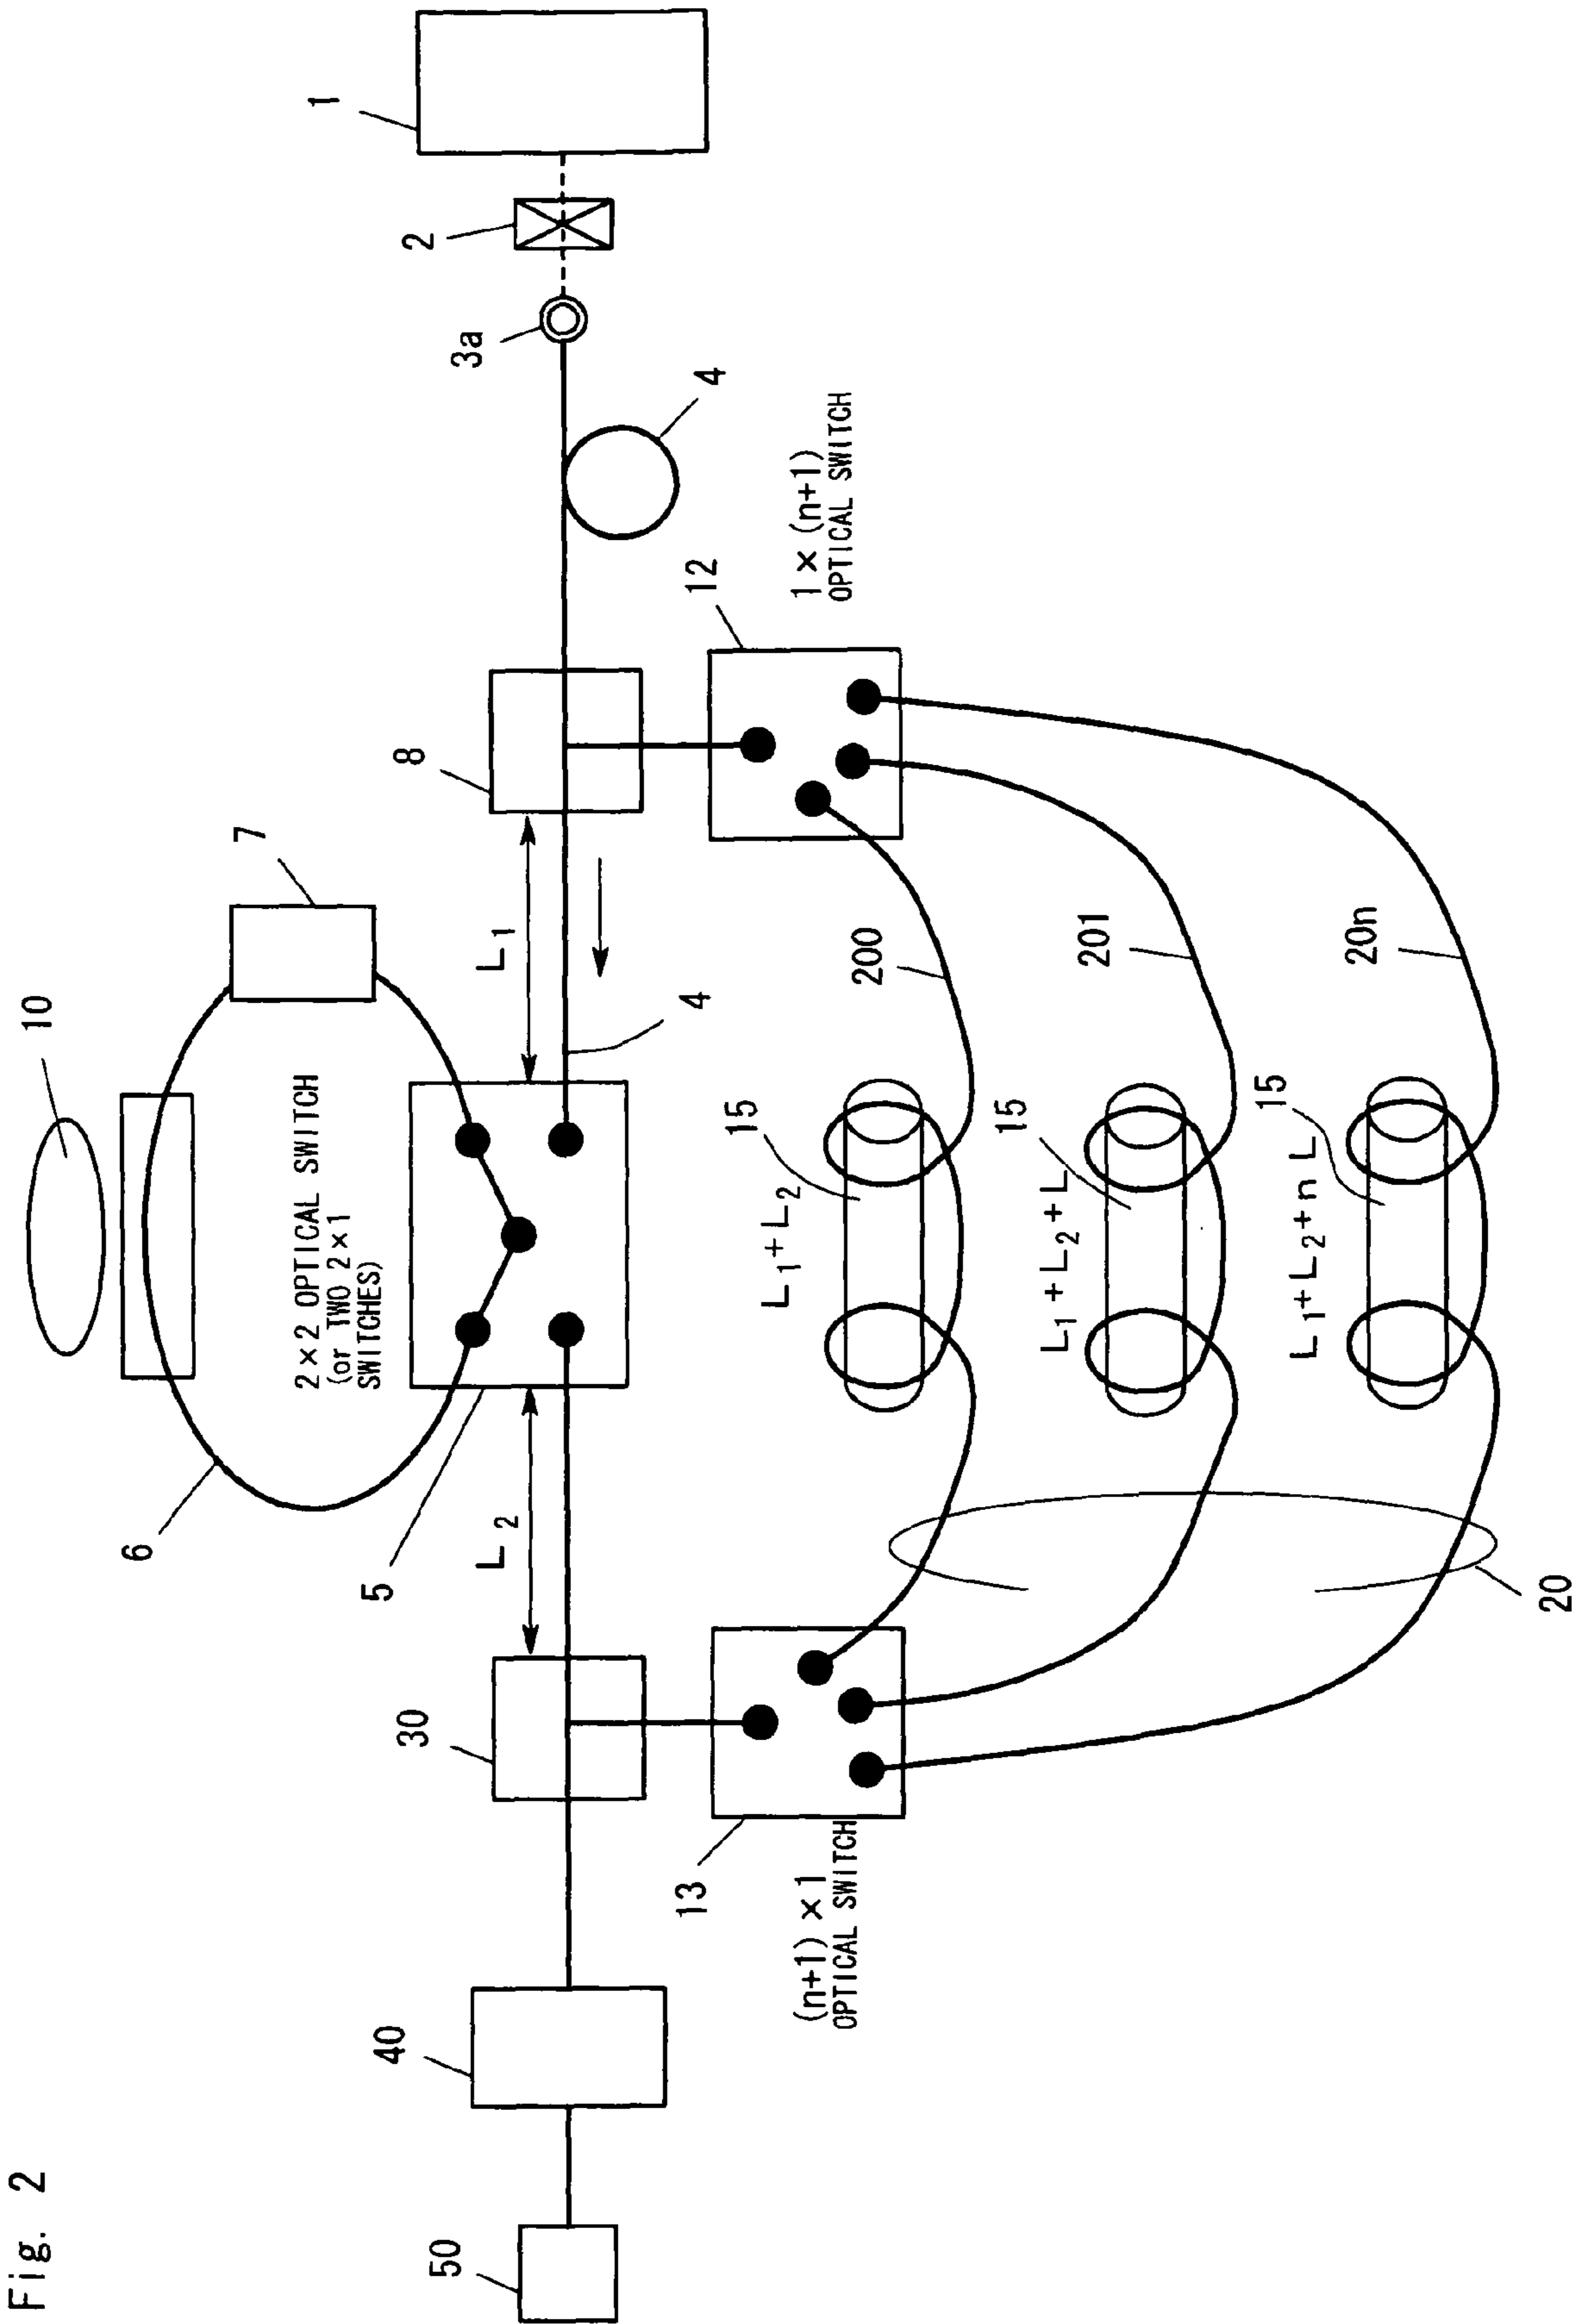 Fig. 2
10
6
7
2×2 OPTICAL SWITCH
(or TWO 2×1
SWITCHES)
5
L2
L1
4
50
40
30
8
4
3a
2
1
13
(n+1) ×1
OPTICAL SWITCH
12
1×(n+1)
OPTICAL SWITCH
L1+L2
15
200
L1+L2+L
15
201
L1+L2+nL
15
20n
20